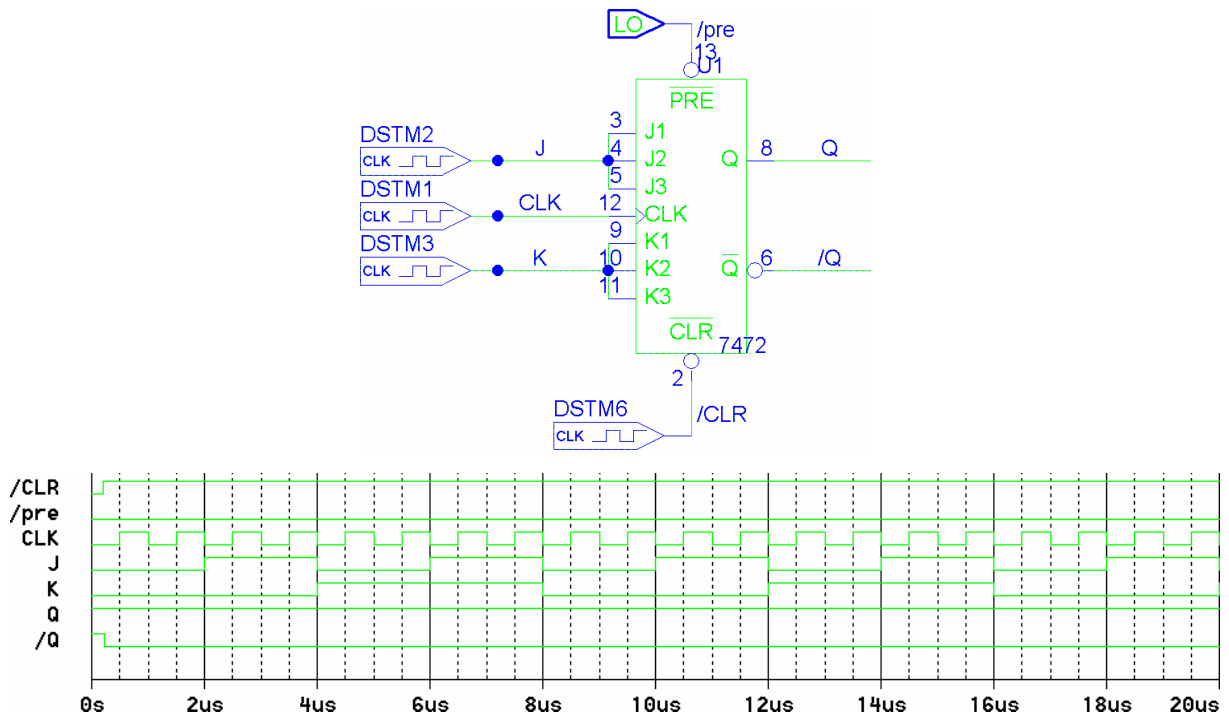 LO
/pre
13
U1
PRE
DSTM2
CLK
J
3
4
5
J1
J2
J3
Q
8
Q
DSTM1
CLK
CLK
12
CLK
DSTM3
CLK
K
9
10
11
K1
K2
K3
Q
6
/Q
CLR
7472
2
DSTM6
CLK
/CLR
/CLR
/pre
CLK
J
K
Q
/Q
0s 2us 4us 6us 8us 10us 12us 14us 16us 18us 20us